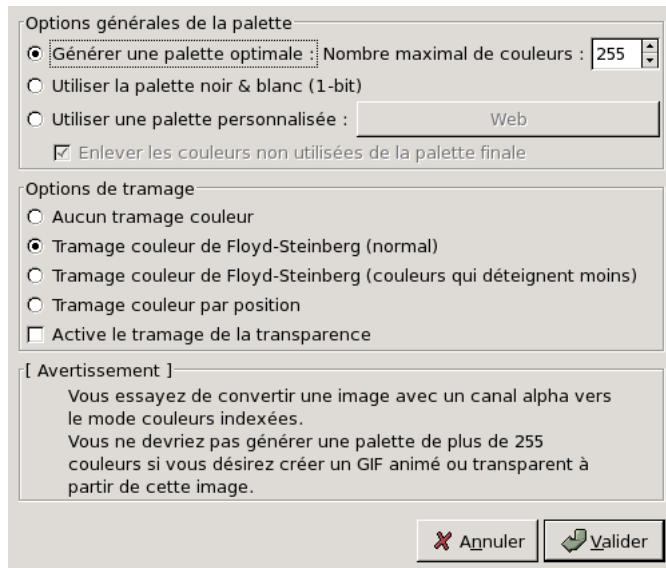 Options générales de la palette
Générer une palette optimale : Nombre maximal de couleurs : 255
Utiliser la palette noir & blanc (1-bit)
Utiliser une palette personnalisée : Web
Enlever les couleurs non utilisées de la palette finale
Options de tramage
Aucun tramage couleur
Tramage couleur de Floyd-Steinberg (normal)
Tramage couleur de Floyd-Steinberg (couleurs qui déteignent moins)
Tramage couleur par position
Active le tramage de la transparence
[ Avertissement ]
Vous essayez de convertir une image avec un canal alpha vers
le mode couleurs indexées.
Vous ne devriez pas générer une palette de plus de 255
couleurs si vous désirez créer un GIF animé ou transparent à
partir de cette image.
Annuler Valider